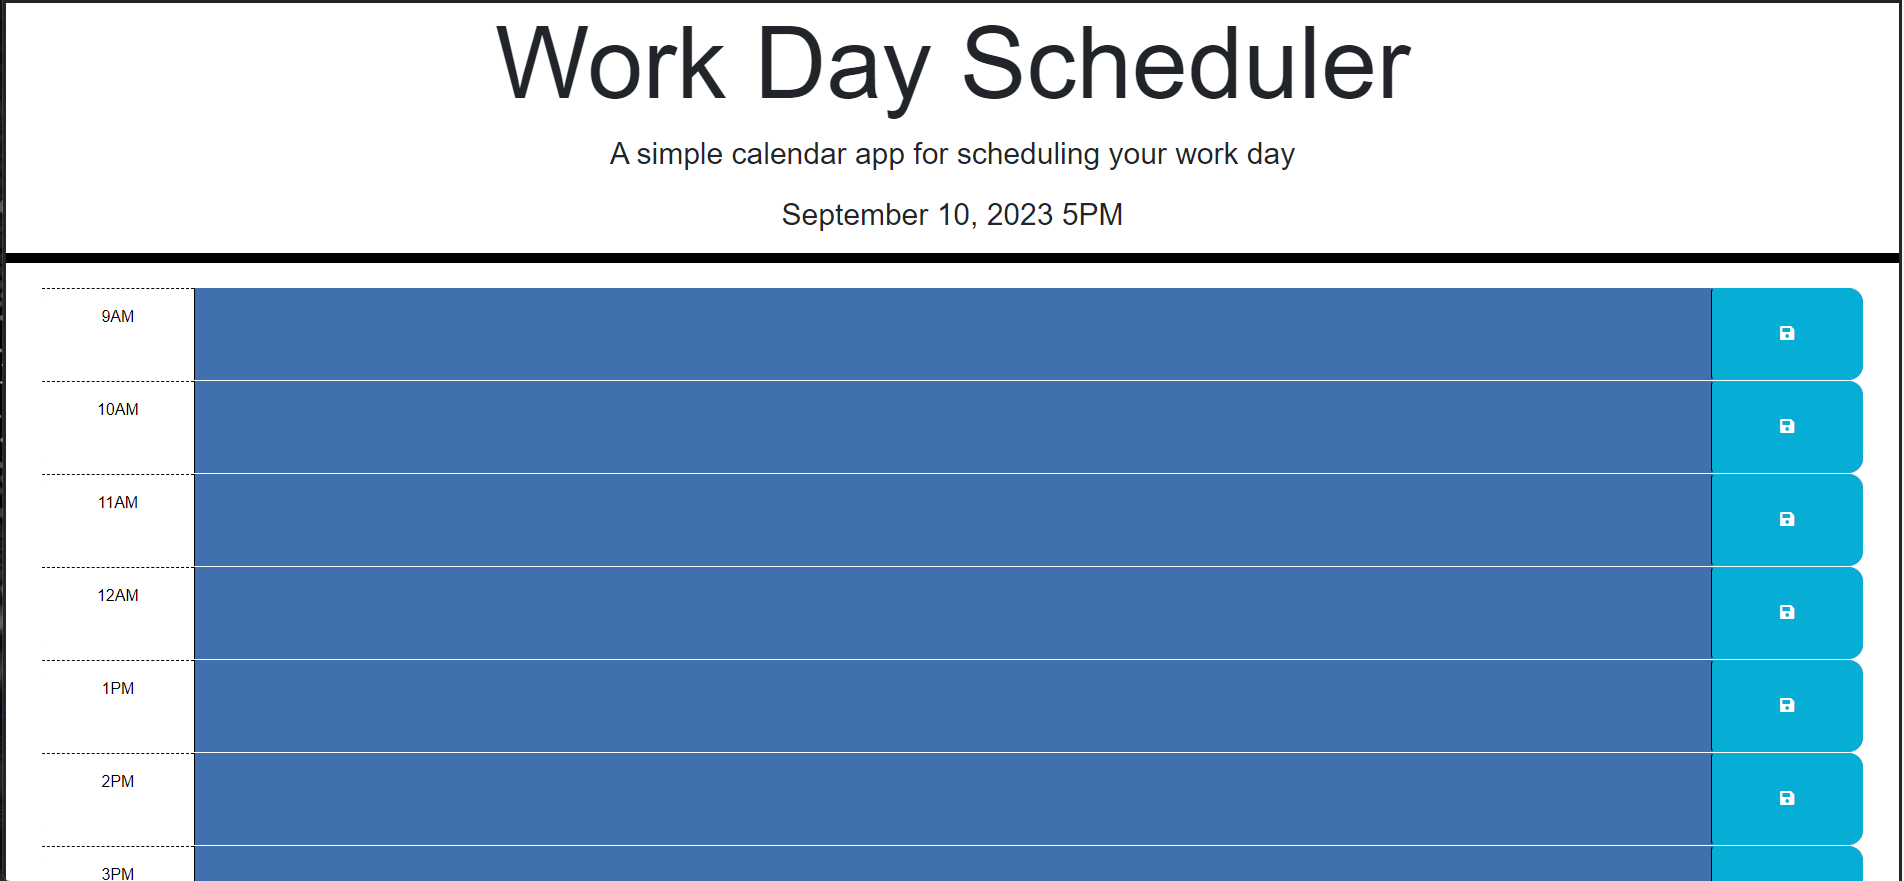 Work Day Scheduler
A simple calendar app for scheduling your work day
September 10, 2023 5PM
9AM
10AM
11AM
12AM
1PM
2PM
3PM